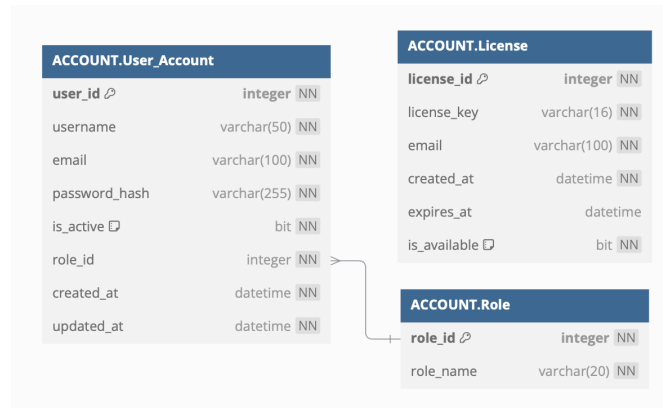 ACCOUNT.User_Account
user_id integer NN
username varchar(50) NN
email varchar(100) NN
password_hash varchar(255) NN
is_active bit NN
role_id integer NN
created_at datetime NN
updated_at datetime NN
ACCOUNT.License
license_id integer NN
license_key varchar(16) NN
email varchar(100) NN
created_at datetime NN
expires_at datetime
is_available bit NN
ACCOUNT.Role
role_id integer NN
role_name varchar(20) NN